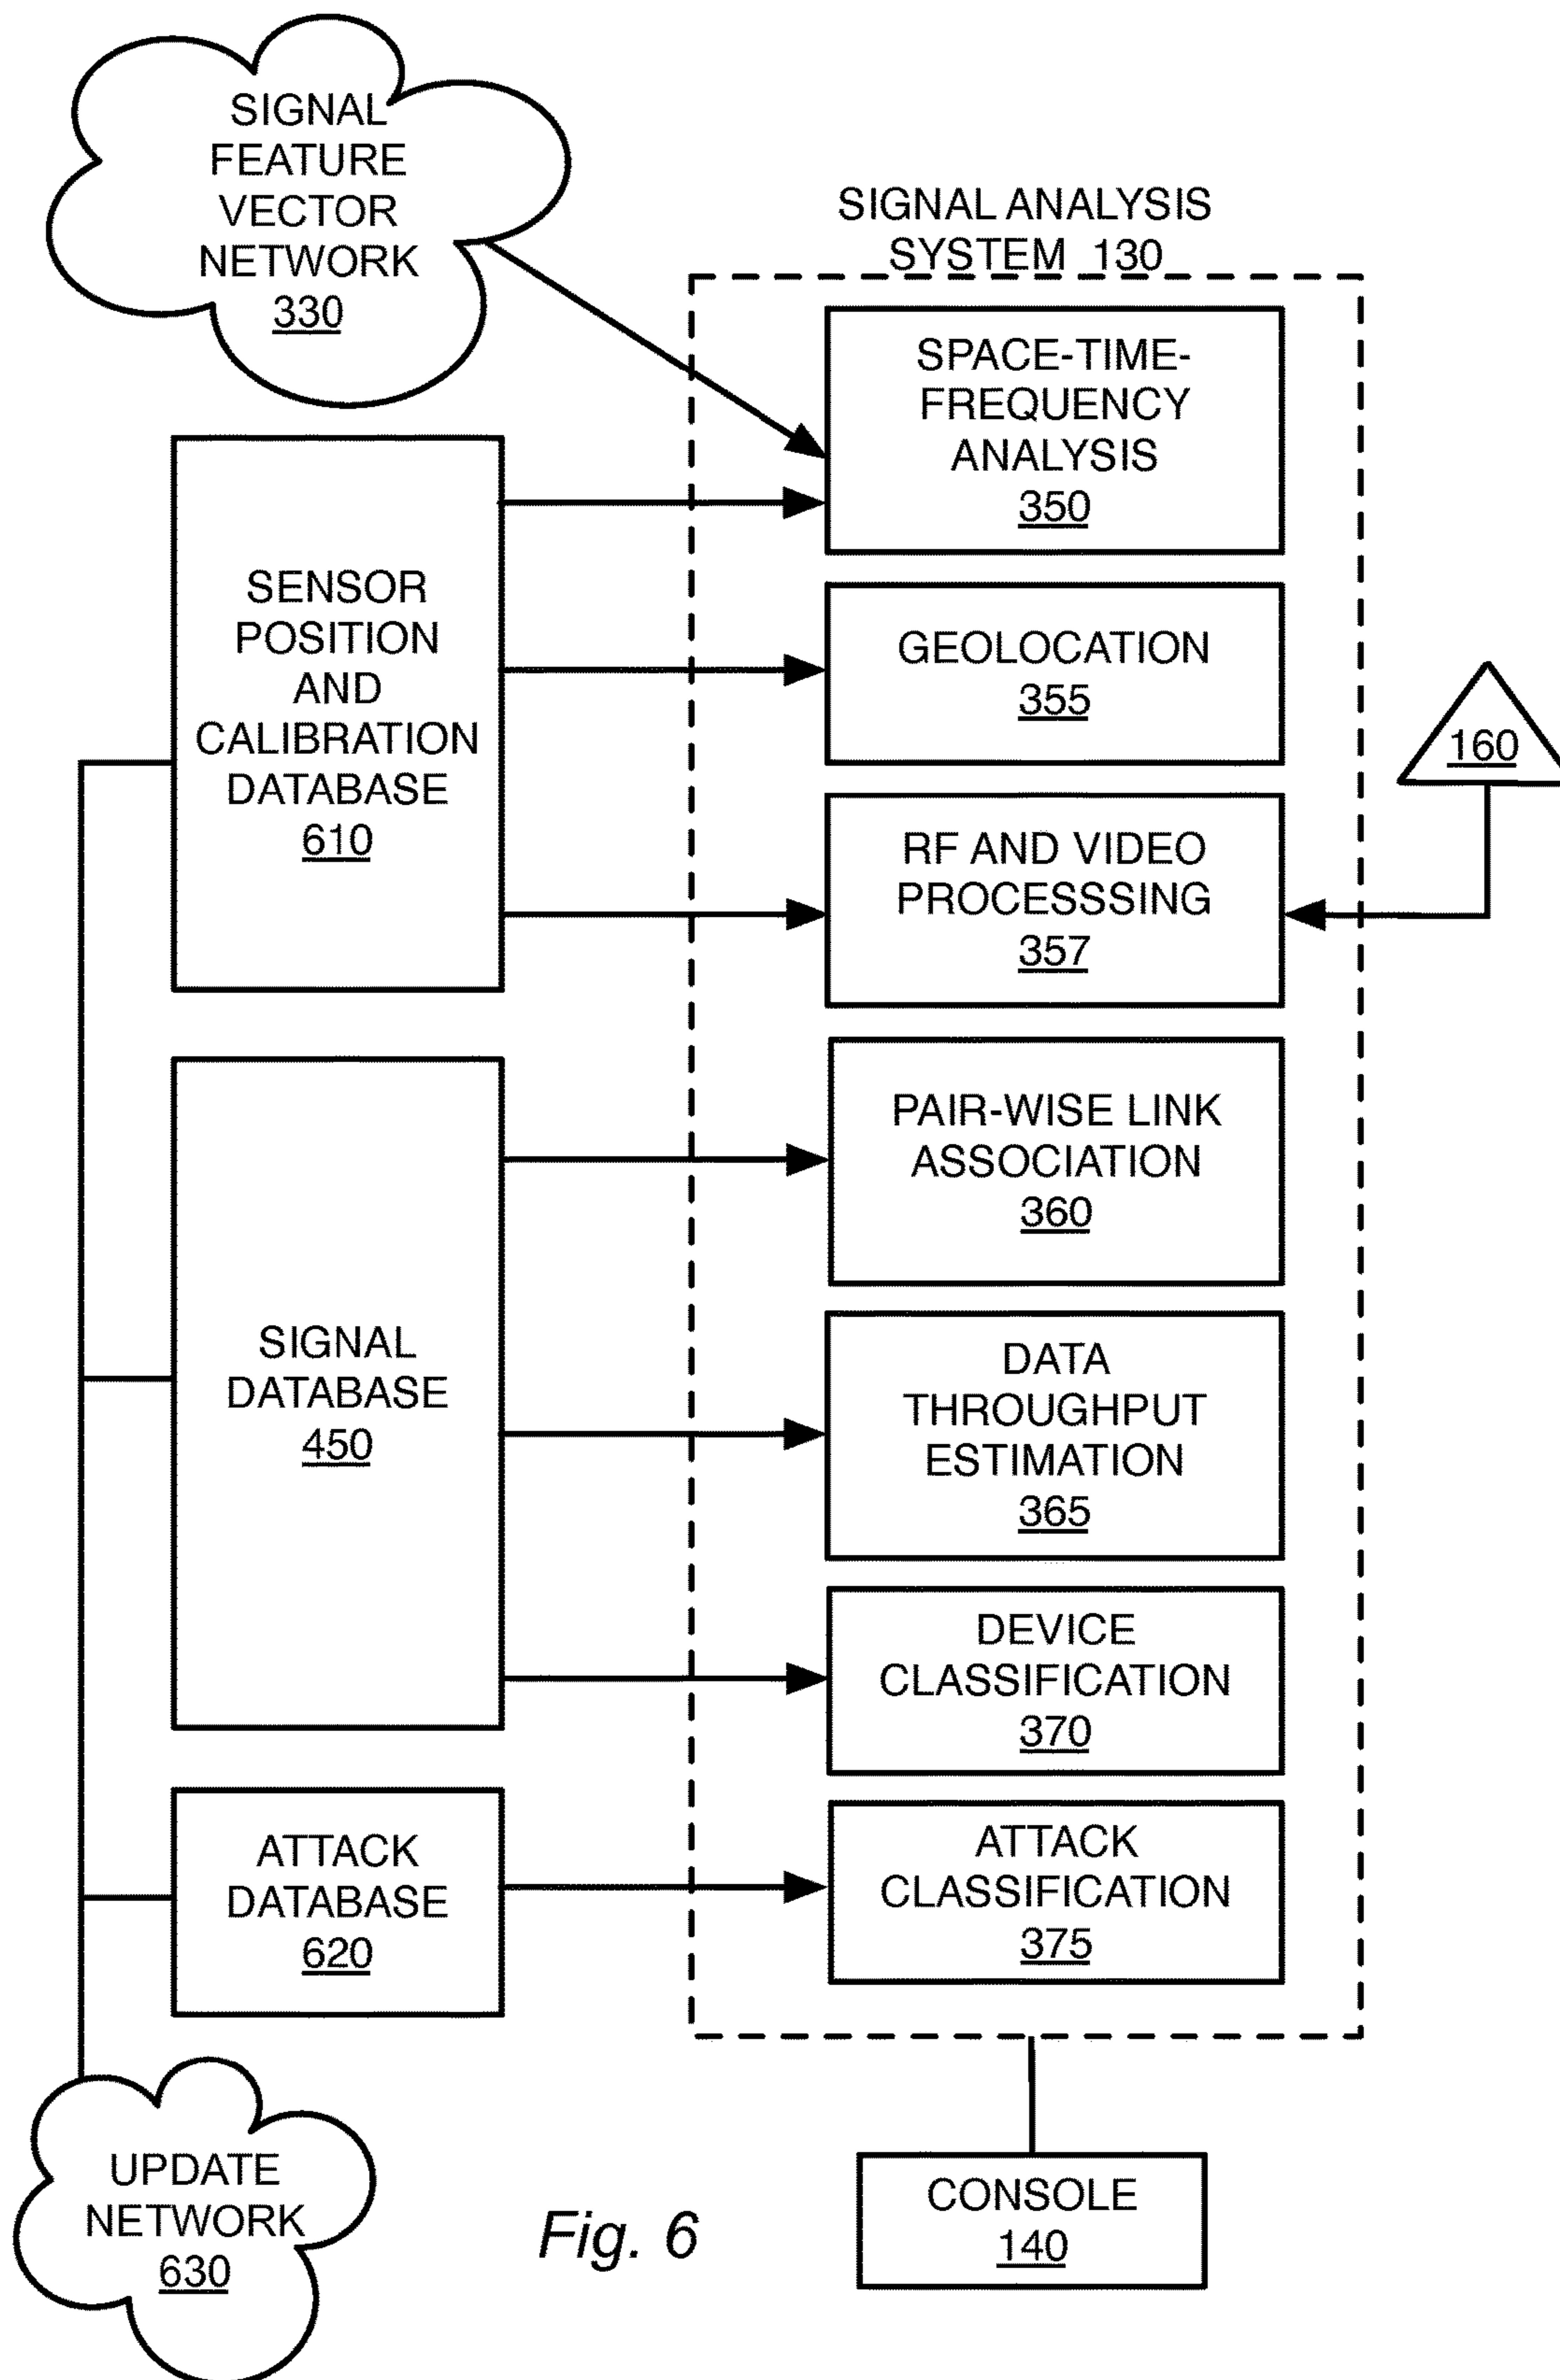 SIGNAL
FEATURE
VECTOR
NETWORK
330
SIGNAL ANALYSIS
SYSTEM 130
SPACE-TIME-
FREQUENCY
ANALYSIS
350
SENSOR
POSITION
AND
CALIBRATION
DATABASE
610
GEOLOCATION
355
160
RF AND VIDEO
PROCESSSING
357
PAIR-WISE LINK
ASSOCIATION
360
SIGNAL
DATABASE
450
DATA
THROUGHPUT
ESTIMATION
365
DEVICE
CLASSIFICATION
370
ATTACK
DATABASE
620
ATTACK
CLASSIFICATION
375
UPDATE
NETWORK
630
Fig. 6
CONSOLE
140